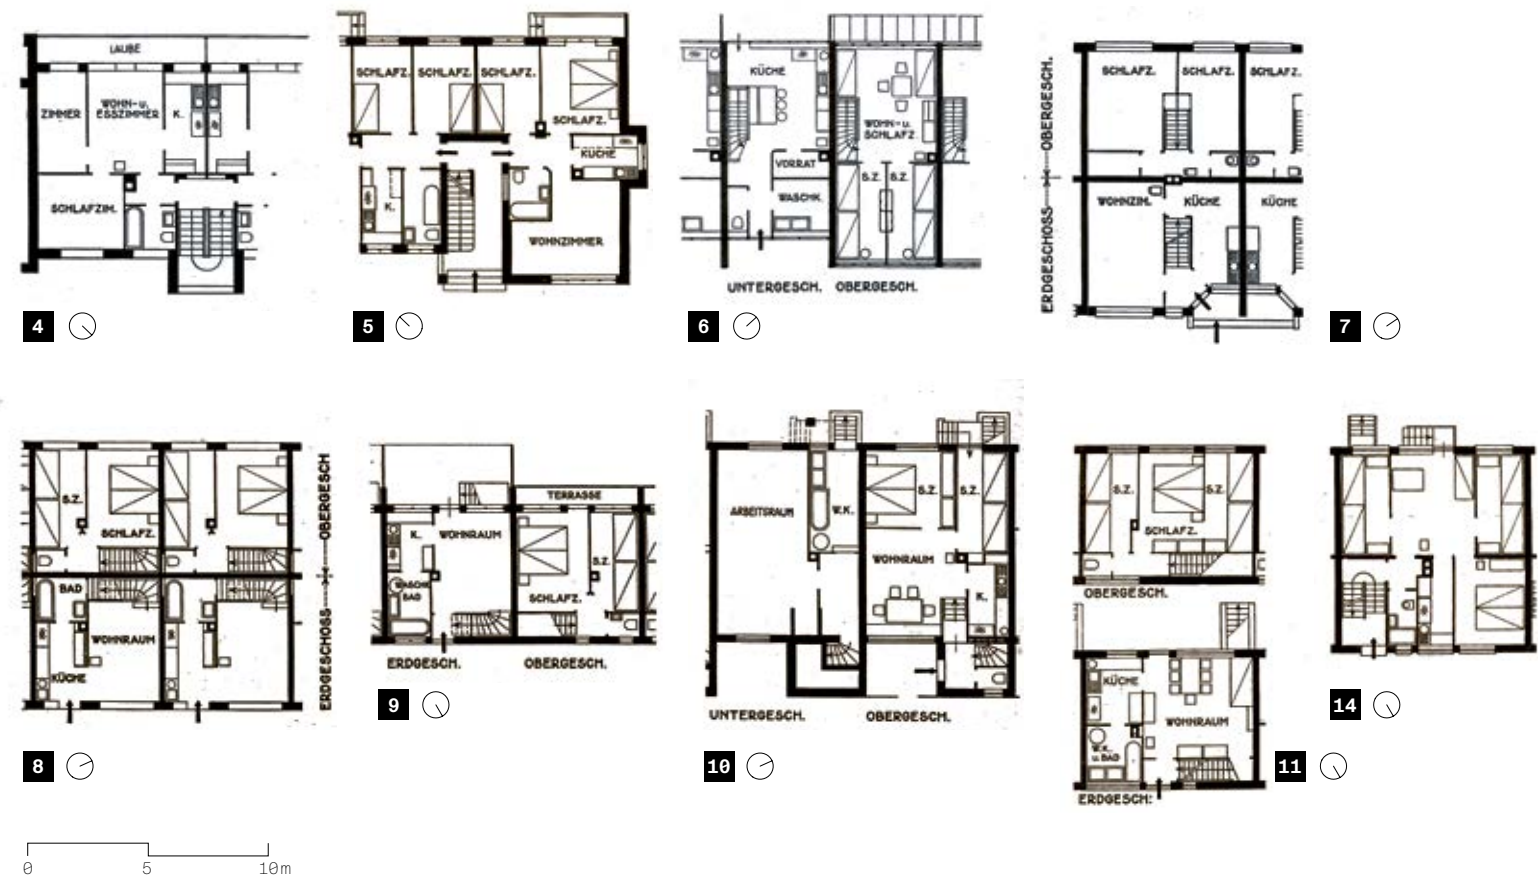 LAUBE
ZIMMER
WOHN- u.
ESSZIMMER
K.
SCHLAFZIM.
4
SCHLAFZ.
SCHLAFZ.
SCHLAFZ.
SCHLAFZ.
KÜCHE
K.
WOHNZIMMER
5
KÜCHE
VORRAT
WASCHK.
WOHN- u.
SCHLAFZ.
S.Z.
S.Z.
UNTERGESCH.
OBERGESCH.
6
ERDGESCHOSS
OBERGESCH.
SCHLAFZ.
SCHLAFZ.
SCHLAFZ.
WOHNZIM.
KÜCHE
KÜCHE
7
S.Z.
SCHLAFZ.
BAD
WOHNRAUM
KÜCHE
ERDGESCHOSS
OBERGESCH
8
K.
WOHNRAUM
WASCHK
BAD
TERRASSE
S.Z.
SCHLAFZ.
ERDGESCH.
OBERGESCH.
9
ARBEITSRAUM
W.K.
S.Z.
S.Z.
WOHNRAUM
K.
UNTERGESCH.
OBERGESCH.
10
S.Z.
S.Z.
SCHLAFZ.
OBERGESCH.
KÜCHE
WOHNRAUM
W.K.
u. BAD
ERDGESCH:
11
14
0
5
10m